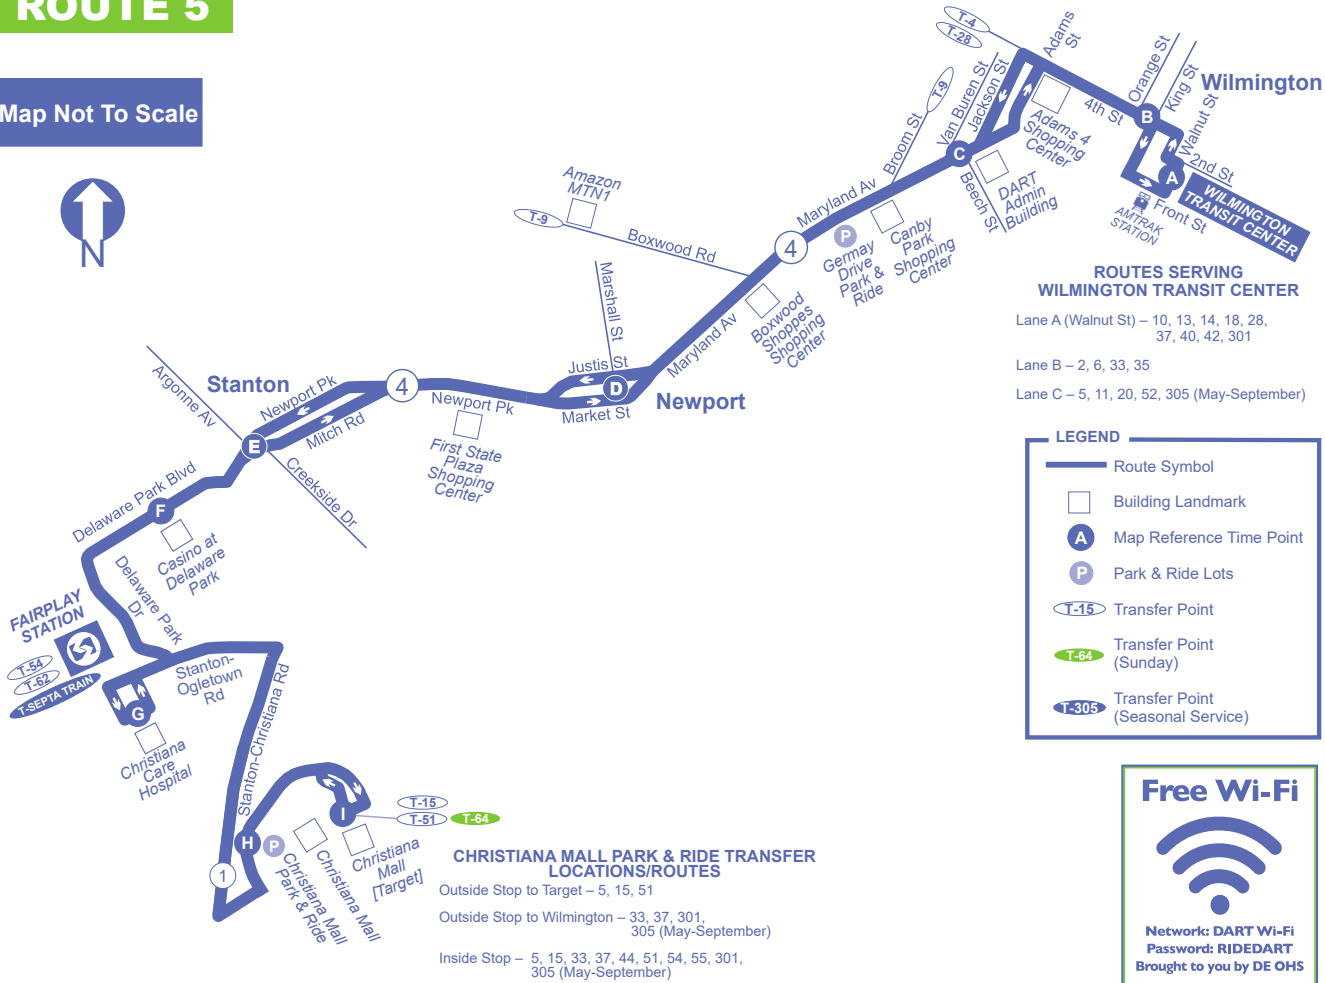 ROUTE 5
Map Not To Scale
N
T-4
T-28
Adams
St
Orange St
King St
Walnut St
Wilmington
4th St
B
2nd St
A
WILMINGTON
TRANSIT CENTER
Front St
AMTRAK
STATION
T-9
Van Buren St
Jackson St
Broom St
Adams 4
Shopping
Center
C
Beech St
DART
Admin
Building
Maryland Av
Canby
Park
Shopping
Center
P
Germay
Drive
Park &
Ride
4
Amazon
MTN1
T-9
Boxwood Rd
Marshall St
Boxwood
Shoppes
Shopping
Center
Maryland Av
Justis St
D
Market St
Newport
Newport Pk
First State
Plaza
Shopping
Center
4
Stanton
Newport Pk
Mitch Rd
Argonne Av
E
Creekside Dr
Delaware Park Blvd
F
Casino at
Delaware
Park
Delaware Park
Dr
FAIRPLAY
STATION
T-54
T-62
T-SEPTA TRAIN
Stanton-
Ogletown
Rd
G
Christiana
Care
Hospital
Stanton-Christiana Rd
1
H
P
Christiana Mall
Park & Ride
Christiana Mall
I
Christiana
Mall
[Target]
T-15
T-51
T-64
CHRISTIANA MALL PARK & RIDE TRANSFER
LOCATIONS/ROUTES
Outside Stop to Target – 5, 15, 51
Outside Stop to Wilmington – 33, 37, 301,
305 (May-September)
Inside Stop – 5, 15, 33, 37, 44, 51, 54, 55, 301,
305 (May-September)
ROUTES SERVING
WILMINGTON TRANSIT CENTER
Lane A (Walnut St) – 10, 13, 14, 18, 28,
37, 40, 42, 301
Lane B – 2, 6, 33, 35
Lane C – 5, 11, 20, 52, 305 (May-September)
LEGEND
Route Symbol
Building Landmark
A Map Reference Time Point
P Park & Ride Lots
T-15 Transfer Point
T-64 Transfer Point
(Sunday)
T-305 Transfer Point
(Seasonal Service)
Free Wi-Fi
Network: DART Wi-Fi
Password: RIDEDART
Brought to you by DE OHS